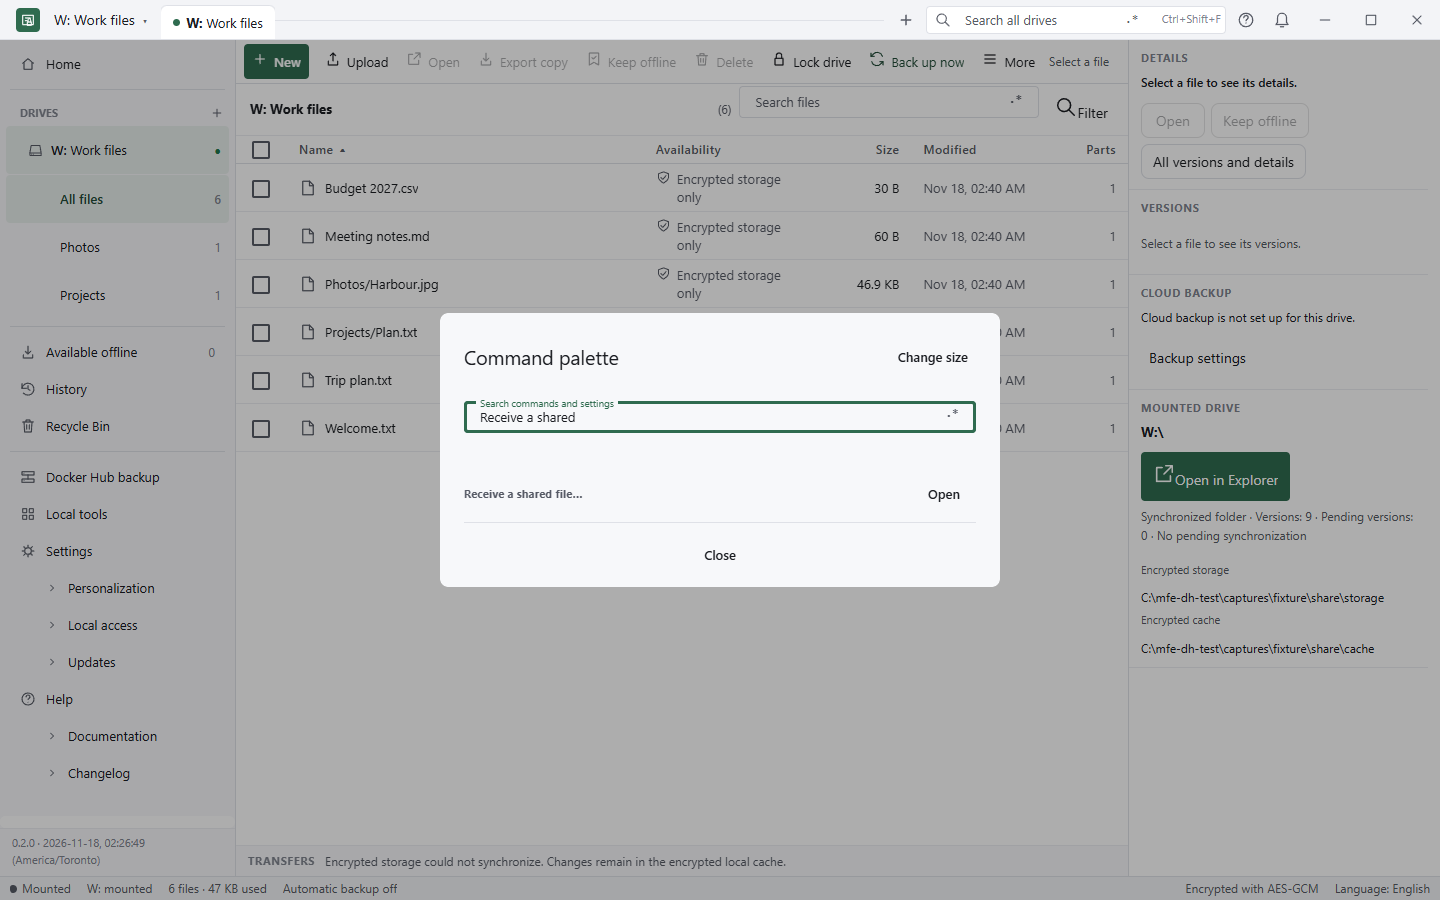 W: Work files
W: Work files
Search all drives
.*
Ctrl+Shift+F
Home
DRIVES
W: Work files
All files 6
Photos 1
Projects 1
Available offline 0
History
Recycle Bin
Docker Hub backup
Local tools
Settings
Personalization
Local access
Updates
Help
Documentation
Changelog
0.2.0 · 2026-11-18, 02:26:49
(America/Toronto)
New
Upload
Open
Export copy
Keep offline
Delete
Lock drive
Back up now
More
Select a file
W: Work files
(6)
Search files
.*
Filter
Name Availability Size Modified Parts
Budget 2027.csv Encrypted storage only 30 B Nov 18, 02:40 AM 1
Meeting notes.md Encrypted storage only 60 B Nov 18, 02:40 AM 1
Photos/Harbour.jpg Encrypted storage only 46.9 KB Nov 18, 02:40 AM 1
Projects/Plan.txt AM 1
Trip plan.txt AM 1
Welcome.txt AM 1
Command palette
Change size
Search commands and settings
Receive a shared
.*
Receive a shared file...
Open
Close
DETAILS
Select a file to see its details.
Open
Keep offline
All versions and details
VERSIONS
Select a file to see its versions.
CLOUD BACKUP
Cloud backup is not set up for this drive.
Backup settings
MOUNTED DRIVE
W:\
Open in Explorer
Synchronized folder · Versions: 9 · Pending versions:
0 · No pending synchronization
Encrypted storage
C:\mfe-dh-test\captures\fixture\share\storage
Encrypted cache
C:\mfe-dh-test\captures\fixture\share\cache
TRANSFERS Encrypted storage could not synchronize. Changes remain in the encrypted local cache.
Mounted
W: mounted
6 files · 47 KB used
Automatic backup off
Encrypted with AES-GCM
Language: English